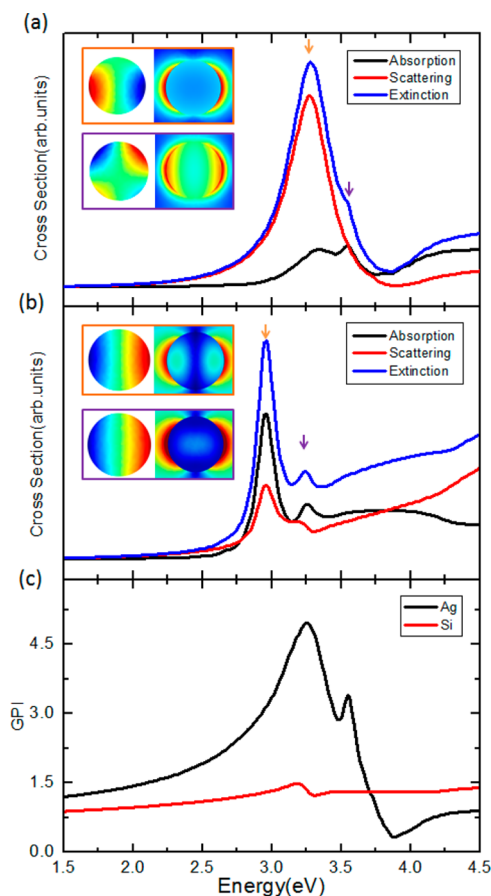 (a)
Absorption
Scattering
Extinction
Cross Section(arb.units)
(b)
Absorption
Scattering
Extinction
Cross Section(arb.units)
(c)
Ag
Si
4.5
3.0
1.5
0.0
GPI
1.5 2.0 2.5 3.0 3.5 4.0 4.5
Energy(eV)